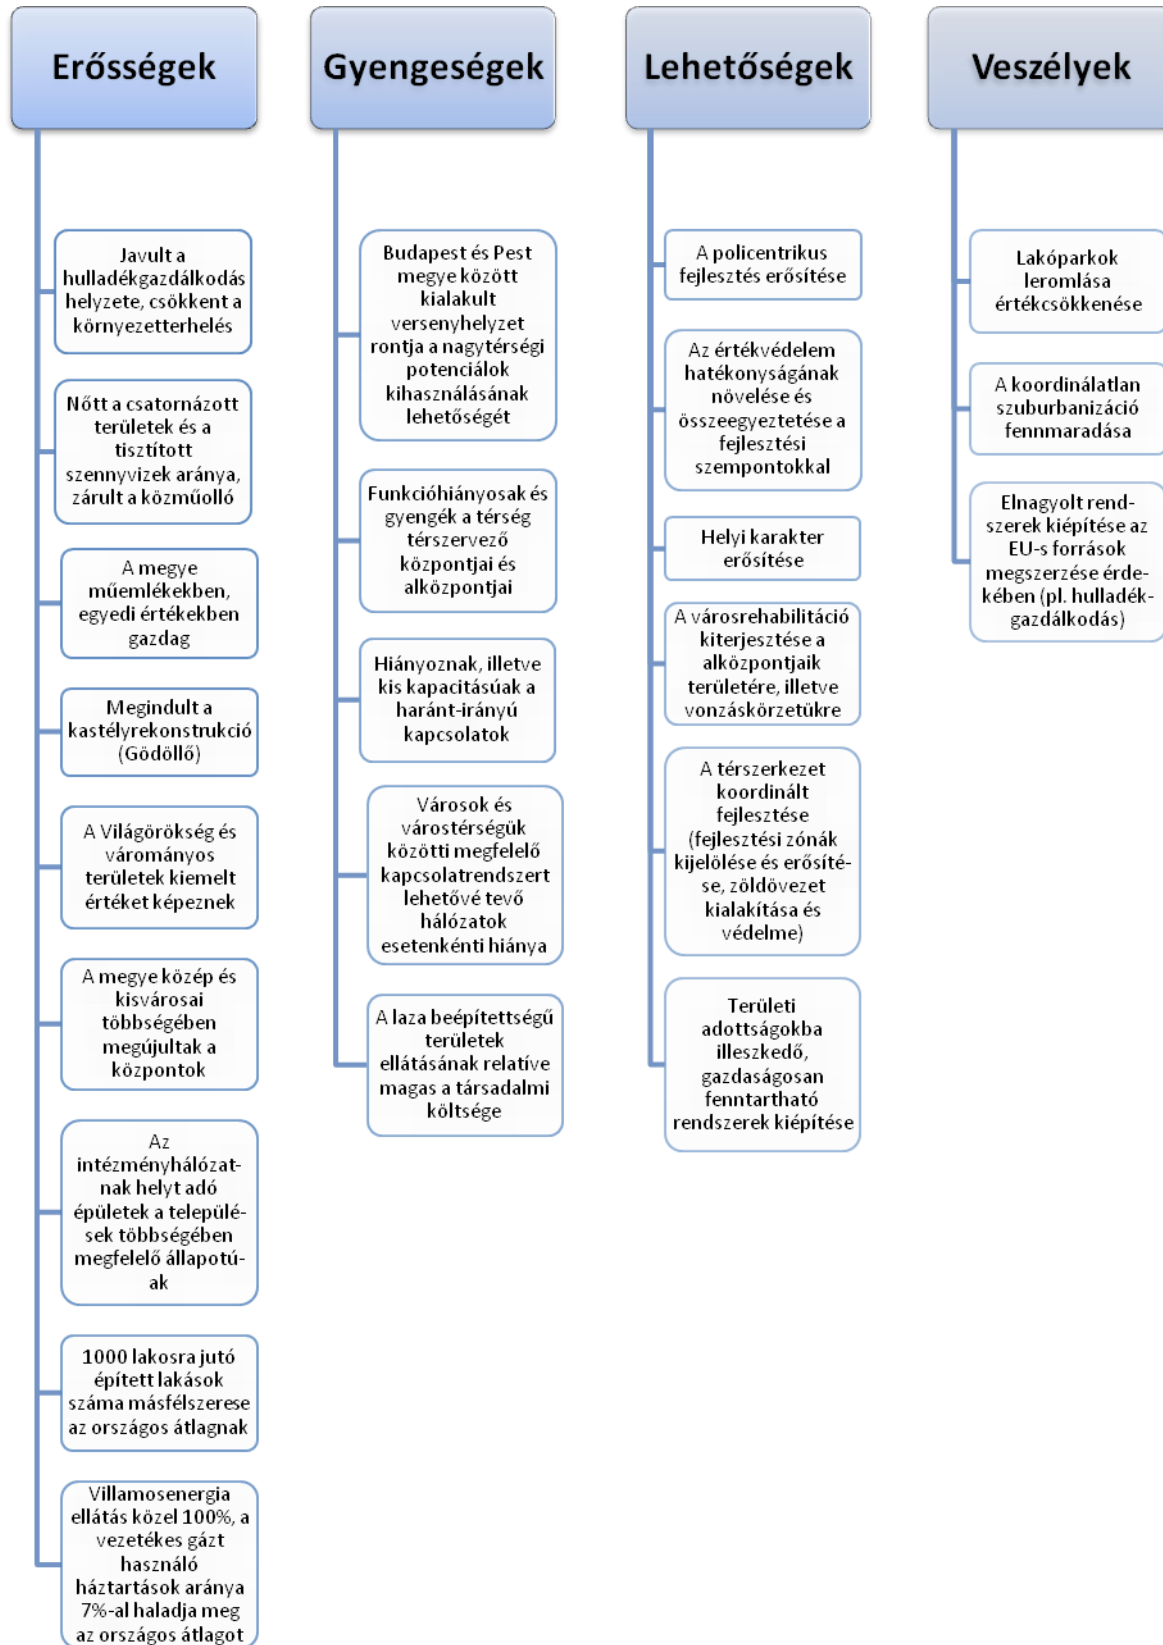 Erősségek
Javult a
hulladékgazdálkodás
helyzete, csökkent a
környezetterhelés
Nőtt a csatornázott
területek és a
tisztított
szennyvizek aránya,
zárult a közműolló
A megye
műemlékekben,
egyedi értékekben
gazdag
Megindult a
kastélyrekonstrukció
(Gödöllő)
A Világörökség és
várományos
területek kiemelt
értéket képeznek
A megye közép és
kisvárosai
többségében
megújultak a
központok
Az
intézményhálózat-
nak helyt adó
épületek a települé-
sek többségében
megfelelő állapotú-
ak
1000 lakosra jutó
épített lakások
száma másfélszerese
az országos átlagnak
Villamosenergia
ellátás közel 100%, a
vezetékes gázt
használó
háztartások aránya
7%-al haladja meg
az országos átlagot
Gyengeségek
Budapest és Pest
megye között
kialakult
versenyhelyzet
rontja a nagytérségi
potenciálok
kihasználásának
lehetőségét
Funkcióhiányosak és
gyengék a térség
térszervező
központjai és
alközpontjai
Hiányoznak, illetve
kis kapacitásúak a
haránt-irányú
kapcsolatok
Városok és
várostérségük
közötti megfelelő
kapcsolatrendszert
lehetővé tevő
hálózatok
esetenkénti hiánya
A laza beépítettségű
területek
ellátásának relatíve
magas a társadalmi
költsége
Lehetőségek
A policentrikus
fejlesztés erősítése
Az értékvédelem
hatékonyságának
növelése és
összeegyeztetése a
fejlesztési
szempontokkal
Helyi karakter
erősítése
A városrehabilitáció
kiterjesztése a
alközpontjaik
területére, illetve
vonzáskörzetükre
A térszerkezet
koordinált
fejlesztése
(fejlesztési zónák
kijelölése és erősíté-
se, zöldövezet
kialakítása és
védelme)
Területi
adottságokba
illeszkedő,
gazdaságosan
fenntartható
rendszerek kiépítése
Veszélyek
Lakóparkok
leromlása
értékcsökkenése
A koordinálatlan
szuburbanizáció
fennmaradása
Elnagyolt rend-
szerek kiépítése az
EU-s források
megszerzése érde-
kében (pl. hulladék-
gazdálkodás)